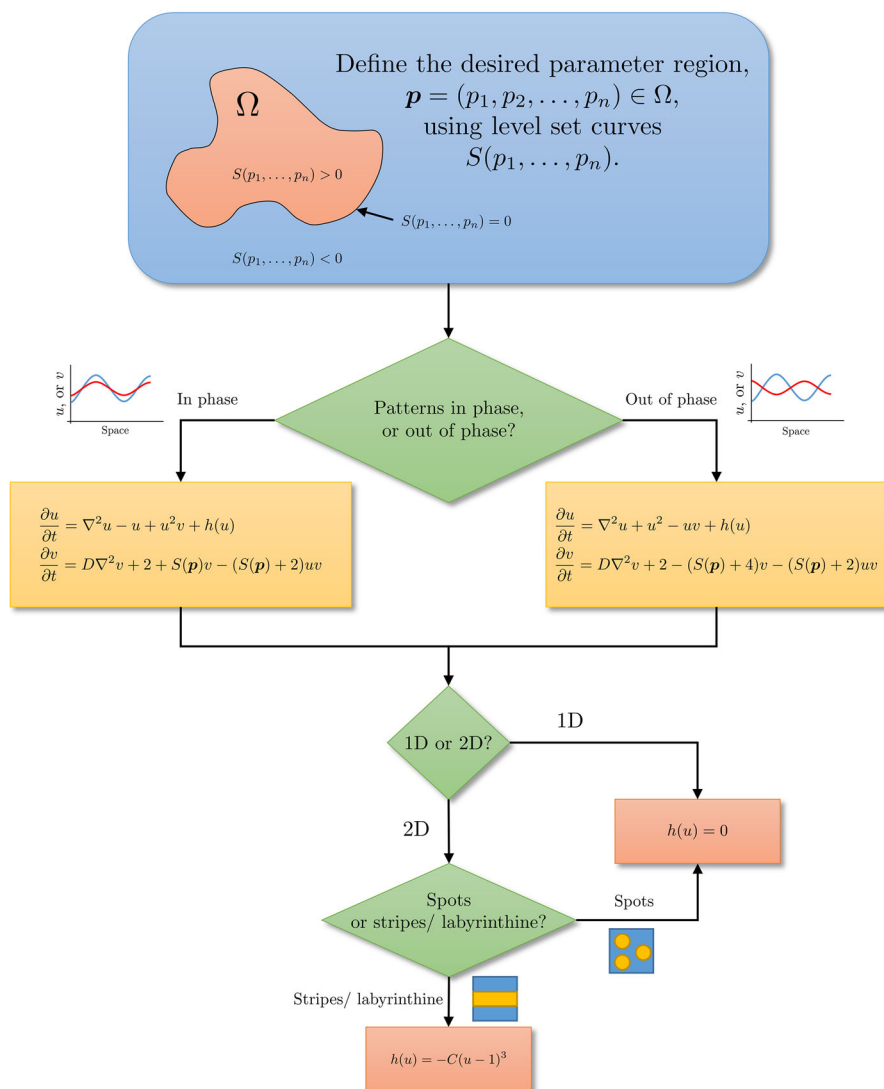 Define the desired parameter region,
p = (p₁, p₂, . . . , pₙ) ∈ Ω,
using level set curves
S(p₁, . . . , pₙ).
Ω
S(p₁, . . . , pₙ) > 0
S(p₁, . . . , pₙ) = 0
S(p₁, . . . , pₙ) < 0
u, or v
Space
In phase
Patterns in phase,
or out of phase?
Out of phase
u, or v
Space
∂u/∂t = ∇²u − u + u²v + h(u)
∂v/∂t = D∇²v + 2 + S(p)v − (S(p) + 2)uv
∂u/∂t = ∇²u + u² − uv + h(u)
∂v/∂t = D∇²v + 2 − (S(p) + 4)v − (S(p) + 2)uv
1D or 2D?
1D
2D
h(u) = 0
Spots
or stripes/ labyrinthine?
Spots
Stripes/ labyrinthine
h(u) = −C(u − 1)³